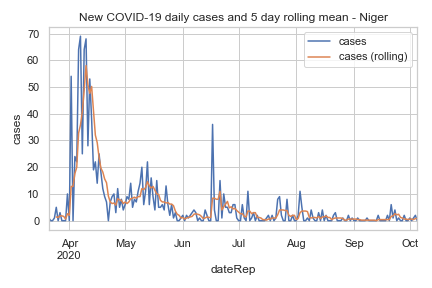 New COVID-19 daily cases and 5 day rolling mean - Niger
cases
cases (rolling)
70
60
50
40
30
20
10
0
cases
Apr
2020
May
Jun
Jul
Aug
Sep
Oct
dateRep